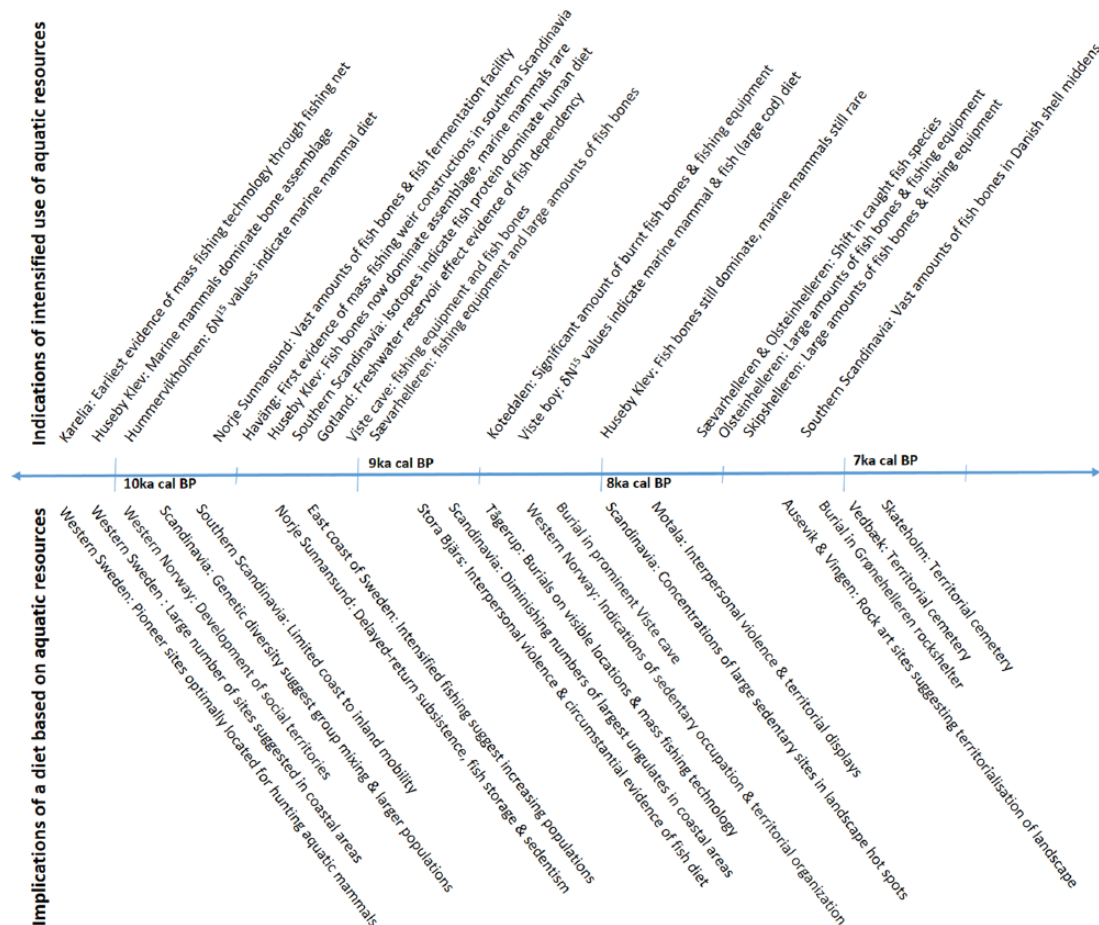 Indications of intensified use of aquatic resources
Karelia: Earliest evidence of mass fishing technology through fishing net
Huseby Klev: Marine mammals dominate bone assemblage
Hummervikholmen: δN¹⁵ values indicate marine mammal diet
Norje Sunnansund: Vast amounts of fish bones & fish fermentation facility
Haväng: First evidence of mass fishing weir constructions in southern Scandinavia
Huseby Klev: Fish bones now dominate assemblage, marine mammals rare
Southern Scandinavia: Isotopes indicate fish protein dominate human diet
Gotland: Freshwater reservoir effect evidence of fish dependency
Viste cave: fishing equipment and fish bones
Sævarhelleren: fishing equipment and large amounts of fish bones
Kotedalen: Significant amount of burnt fish bones & fishing equipment
Viste boy: δN¹⁵ values indicate marine mammal & fish (large cod) diet
Huseby Klev: Fish bones still dominate, marine mammals still rare
Sævarhelleren & Olsteinhelleren: Shift in caught fish species
Olsteinhelleren: Large amounts of fish bones & fishing equipment
Skipshelleren: Large amounts of fish bones & fishing equipment
Southern Scandinavia: Vast amounts of fish bones in Danish shell middens
10ka cal BP
9ka cal BP
8ka cal BP
7ka cal BP
Implications of a diet based on aquatic resources
Western Sweden: Pioneer sites optimally located for hunting aquatic mammals
Western Sweden : Large number of sites suggested in coastal areas
Western Norway: Development of social territories
Scandinavia: Genetic diversity suggest group mixing & larger populations
Southern Scandinavia: Limited coast to inland mobility
Norje Sunnansund: Delayed-return subsistence, fish storage & sedentism
East coast of Sweden: Intensified fishing suggest increasing populations
Stora Bjärs: Interpersonal violence & circumstantial evidence of fish diet
Scandinavia: Diminishing numbers of largest ungulates in coastal areas
Tågerup: Burials on visible locations & mass fishing technology
Western Norway: Indications of sedentary occupation & territorial organization
Burial in prominent Viste cave
Scandinavia: Concentrations of large sedentary sites in landscape hot spots
Motala: Interpersonal violence & territorial displays
Ausevik & Vingen: Rock art sites suggesting territorialisation of landscape
Burial in Grønehelleren rockshelter
Vedbæk: Territorial cemetery
Skateholm: Territorial cemetery